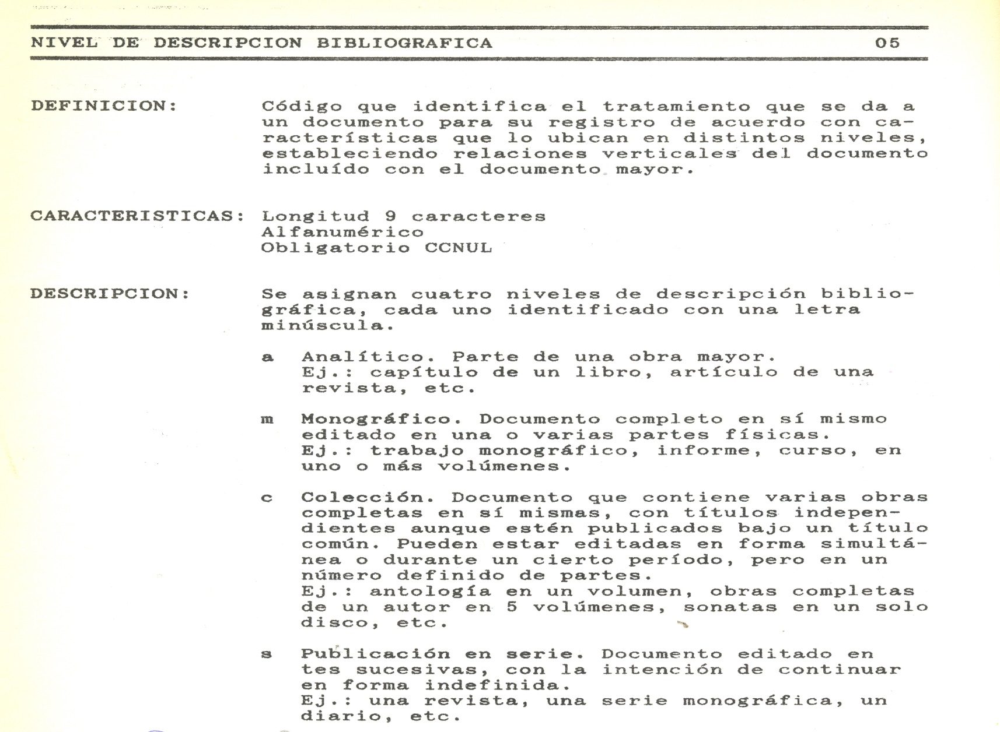 NIVEL DE DESCRIPCION BIBLIOGRAFICA 05
DEFINICION: Código que identifica el tratamiento que se da a
un documento para su registro de acuerdo con ca-
racterísticas que lo ubican en distintos niveles,
estableciendo relaciones verticales del documento
incluído con el documento mayor.
CARACTERISTICAS: Longitud 9 caracteres
Alfanumérico
Obligatorio CCNUL
DESCRIPCION: Se asignan cuatro niveles de descripción biblio-
gráfica, cada uno identificado con una letra
minúscula.
a Analítico. Parte de una obra mayor.
Ej.: capítulo de un libro, artículo de una
revista, etc.
m Monográfico. Documento completo en sí mismo
editado en una o varias partes físicas.
Ej.: trabajo monográfico, informe, curso, en
uno o más volúmenes.
c Colección. Documento que contiene varias obras
completas en sí mismas, con títulos indepen-
dientes aunque estén publicados bajo un título
común. Pueden estar editadas en forma simultá-
nea o durante un cierto período, pero en un
número definido de partes.
Ej.: antología en un volumen, obras completas
de un autor en 5 volúmenes, sonatas en un solo
disco, etc.
s Publicación en serie. Documento editado en
tes sucesivas, con la intención de continuar
en forma indefinida.
Ej.: una revista, una serie monográfica, un
diario, etc.